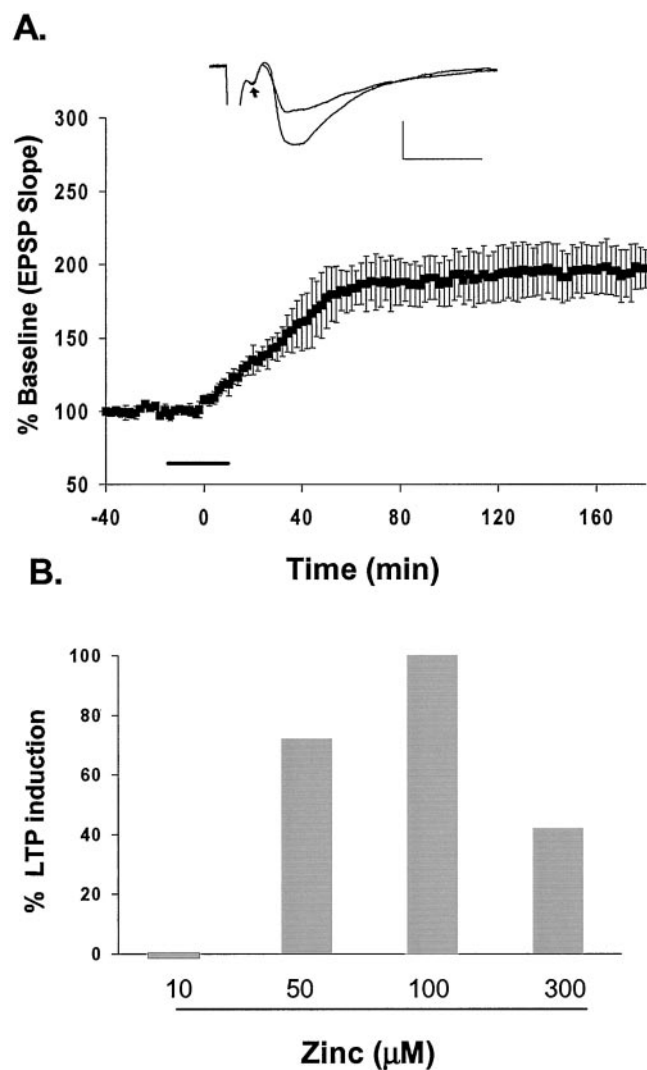 A.
300
250
200
150
100
50
% Baseline (EPSP Slope)
-40 0 40 80 120 160
Time (min)
B.
100
80
60
40
20
0
% LTP induction
10 50 100 300
Zinc (μM)